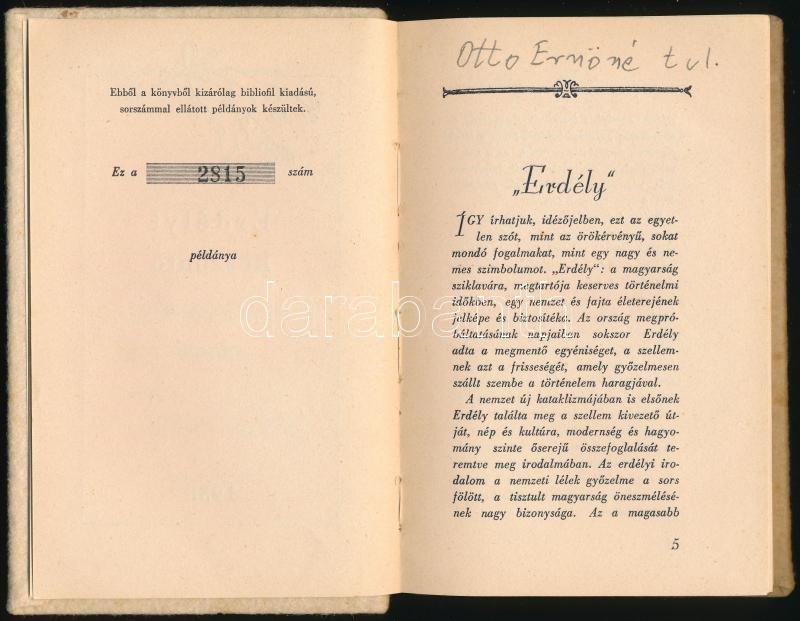 Ebből a könyvből kizárólag bibliofil kiadású,
sorszámmal ellátott példányok készültek.
Ez a 2815 szám
példánya
Otto Ernőné tul.
„Erdély"
ÍGY írhatjuk, idézőjelben, ezt az egyet-
len szót, mint az örökérvényű, sokat
mondó fogalmakat, mint egy nagy és ne-
mes szimbolumot. „Erdély": a magyarság
sziklavára, megtartója keserves történelmi
időkben, egy nemzet és fajta életerejének
jelképe és biztosítéka. Az ország megpró-
báltatásának napjaiban sokszor Erdély
adta a megmentő egyéniséget, a szellem-
nek azt a frisseségét, amely győzelmesen
szállt szembe a történelem haragjával.
A nemzet új kataklizmájában is elsőnek
Erdély találta meg a szellem kivezető út-
ját, nép és kultúra, modernség és hagyo-
mány szinte őserejű összefoglalását te-
remtve meg irodalmában. Az erdélyi iro-
dalom a nemzeti lélek győzelme a sors
fölött, a tisztult magyarság öneszmélésé-
nek nagy bizonysága. Az a magasabb
5
darabanth